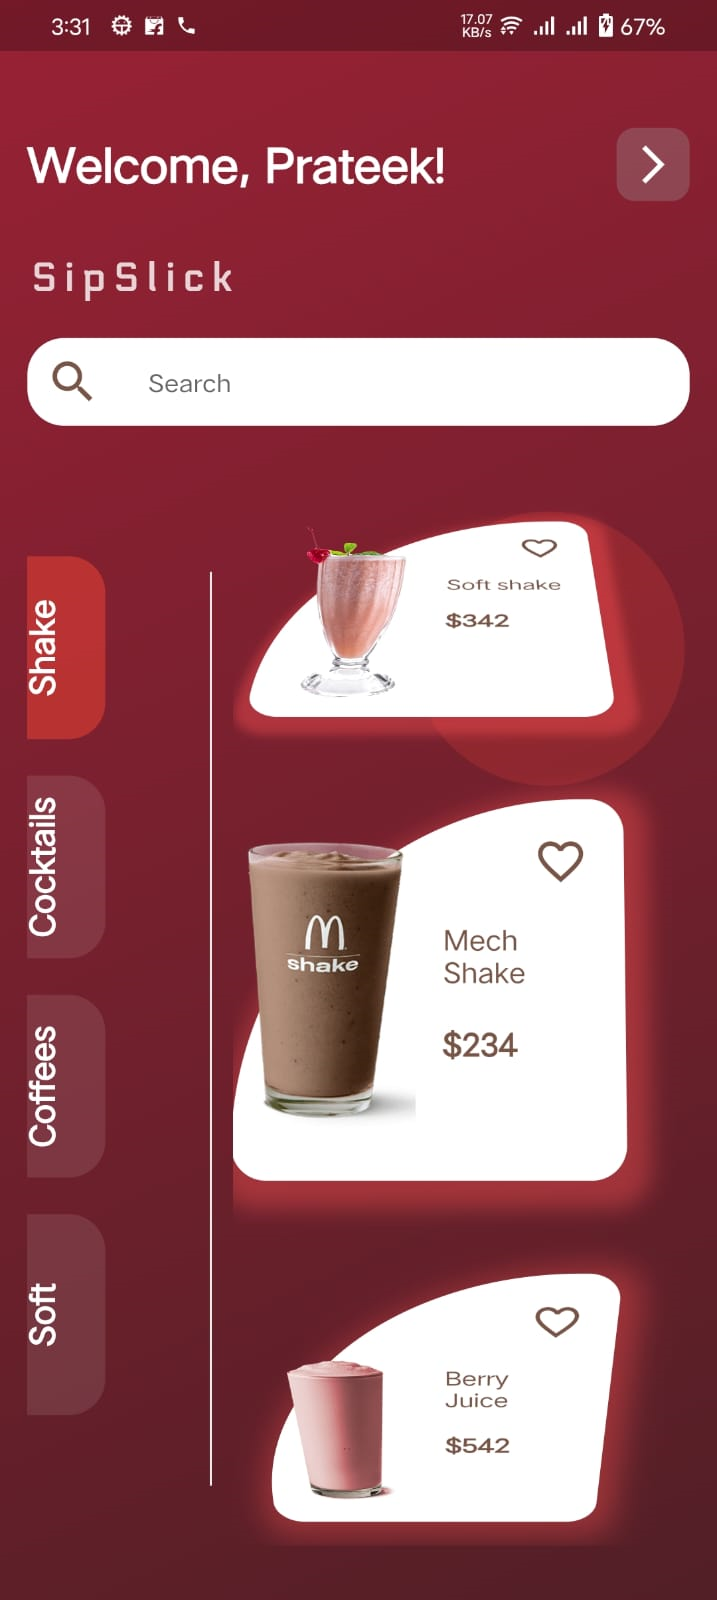 3:31
17.07
KB/s
67%
Welcome, Prateek!
SipSlick
Search
Shake
Cocktails
Coffees
Soft
Soft shake
$342
M
shake
Mech
Shake
$234
Berry
Juice
$542